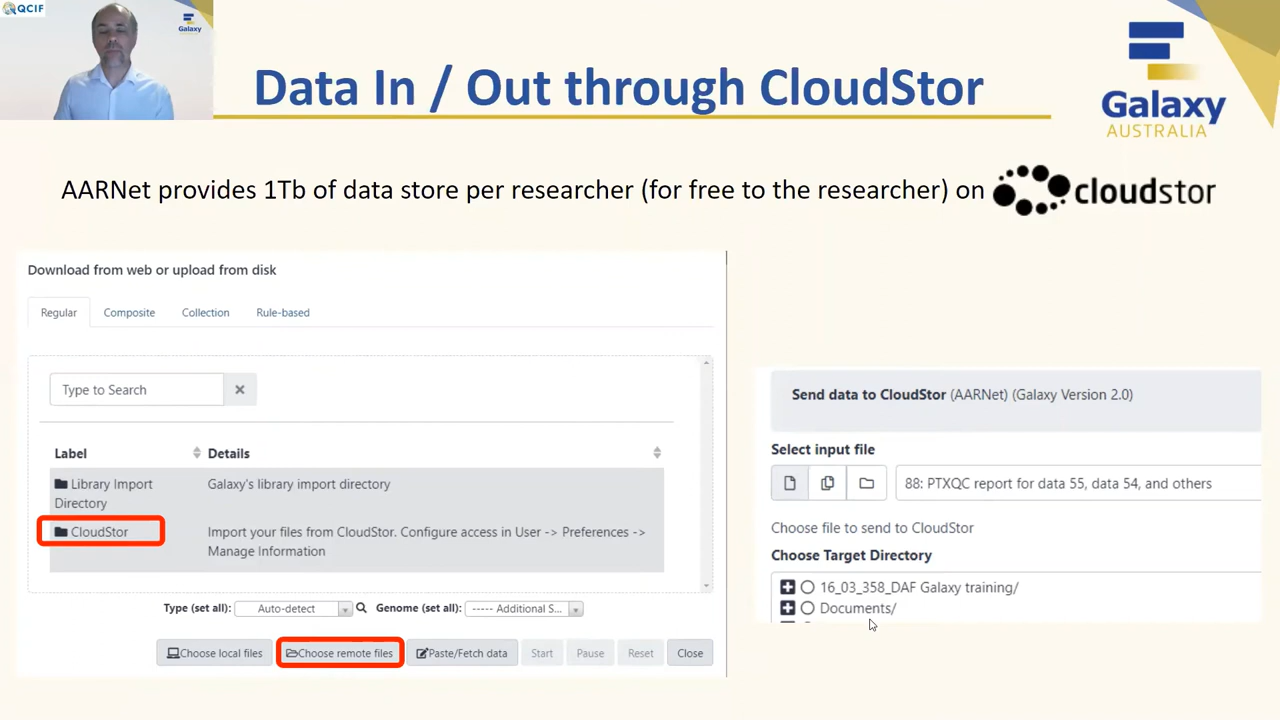 QCIF
Galaxy
Data In / Out through CloudStor
Galaxy
AUSTRALIA
AARNet provides 1Tb of data store per researcher (for free to the researcher) on cloudstor
Download from web or upload from disk
Regular Composite Collection Rule-based
Type to Search
Label Details
Library Import Directory Galaxy's library import directory
CloudStor Import your files from CloudStor. Configure access in User -> Preferences ->
Manage Information
Type (set all): Auto-detect Genome (set all): ----- Additional S...
Choose local files Choose remote files Paste/Fetch data Start Pause Reset Close
Send data to CloudStor (AARNet) (Galaxy Version 2.0)
Select input file
88: PTXQC report for data 55, data 54, and others
Choose file to send to CloudStor
Choose Target Directory
16_03_358_DAF Galaxy training/
Documents/